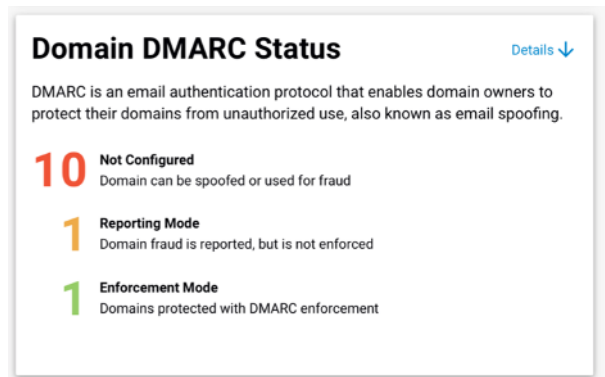 Domain DMARC Status
Details
DMARC is an email authentication protocol that enables domain owners to
protect their domains from unauthorized use, also known as email spoofing.
10
Not Configured
Domain can be spoofed or used for fraud
1
Reporting Mode
Domain fraud is reported, but is not enforced
1
Enforcement Mode
Domains protected with DMARC enforcement